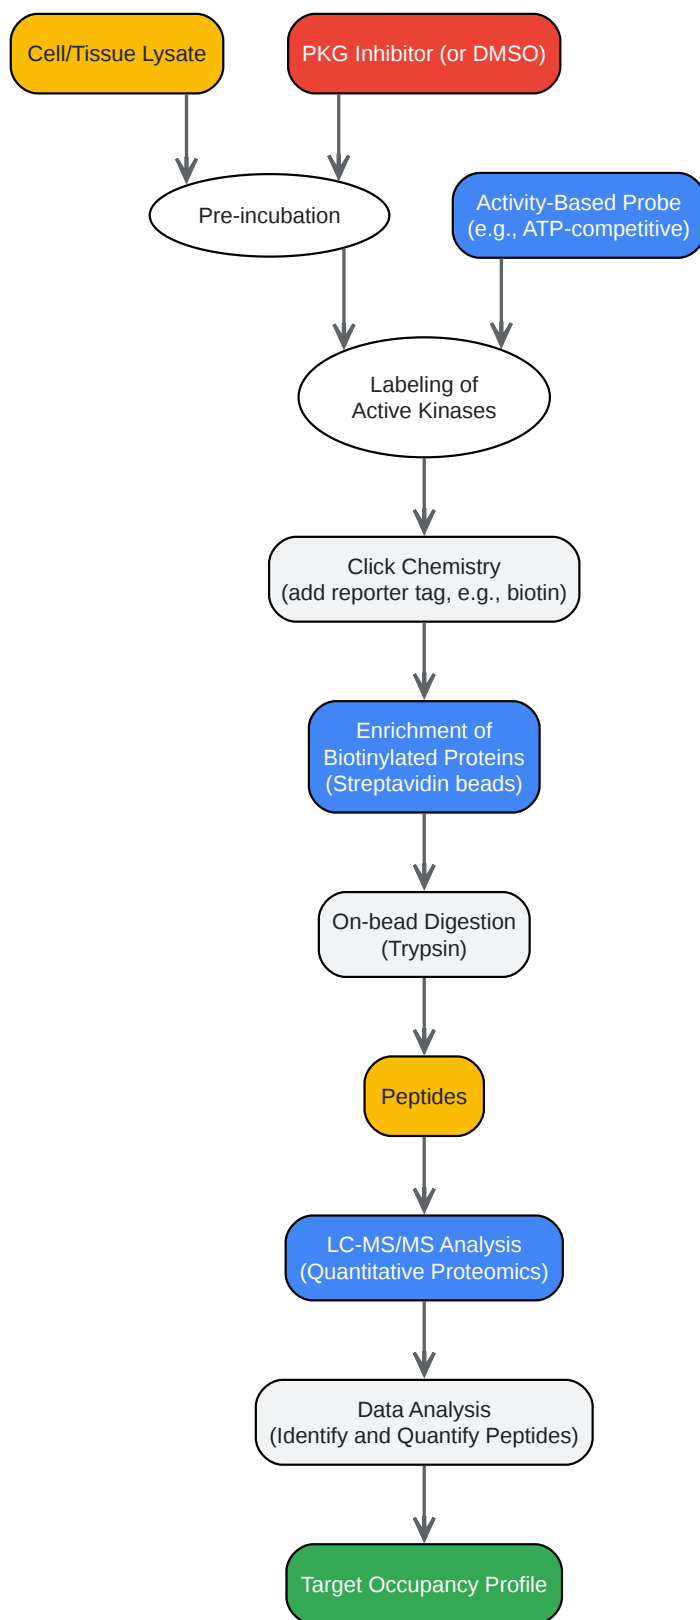 Cell/Tissue Lysate
PKG Inhibitor (or DMSO)
Pre-incubation
Activity-Based Probe
(e.g., ATP-competitive)
Labeling of
Active Kinases
Click Chemistry
(add reporter tag, e.g., biotin)
Enrichment of
Biotinylated Proteins
(Streptavidin beads)
On-bead Digestion
(Trypsin)
Peptides
LC-MS/MS Analysis
(Quantitative Proteomics)
Data Analysis
(Identify and Quantify Peptides)
Target Occupancy Profile